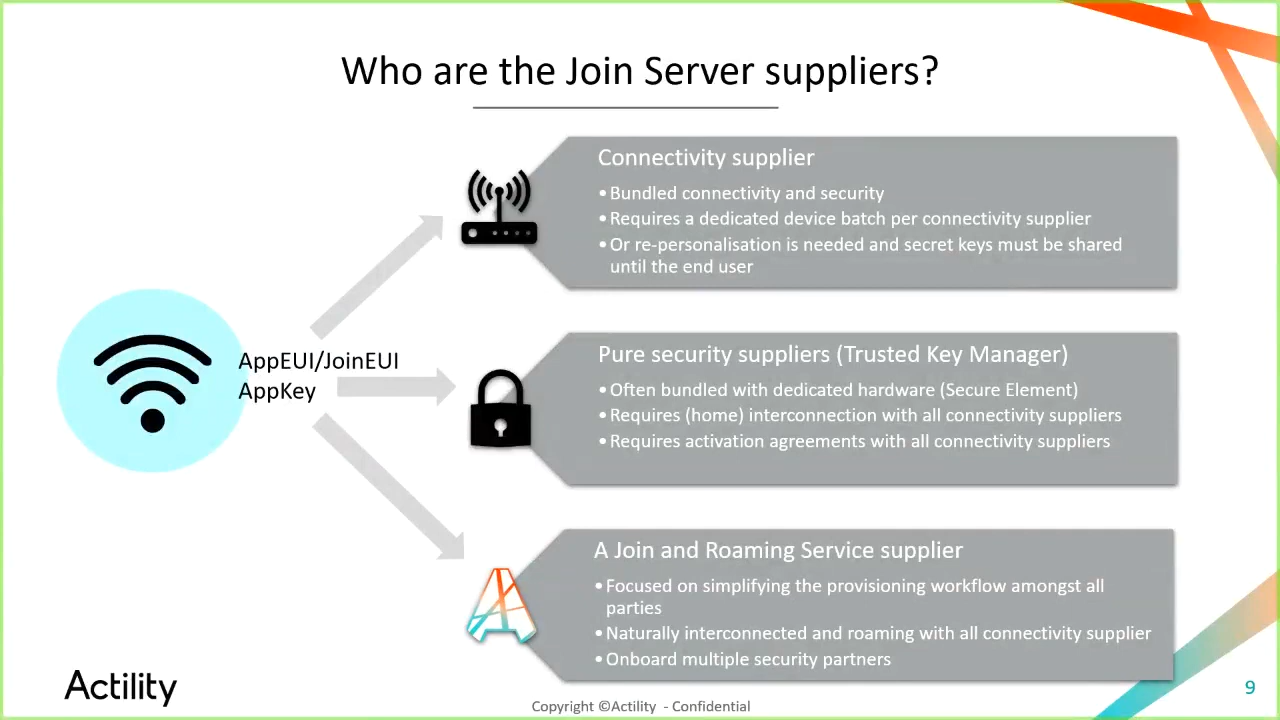 Who are the Join Server suppliers?
Connectivity supplier
•Bundled connectivity and security
•Requires a dedicated device batch per connectivity supplier
•Or re-personalisation is needed and secret keys must be shared
until the end user
AppEUI/JoinEUI
AppKey
Pure security suppliers (Trusted Key Manager)
•Often bundled with dedicated hardware (Secure Element)
•Requires (home) interconnection with all connectivity suppliers
•Requires activation agreements with all connectivity suppliers
A Join and Roaming Service supplier
•Focused on simplifying the provisioning workflow amongst all
parties
•Naturally interconnected and roaming with all connectivity supplier
•Onboard multiple security partners
Actility
Copyright ©Actility - Confidential
9